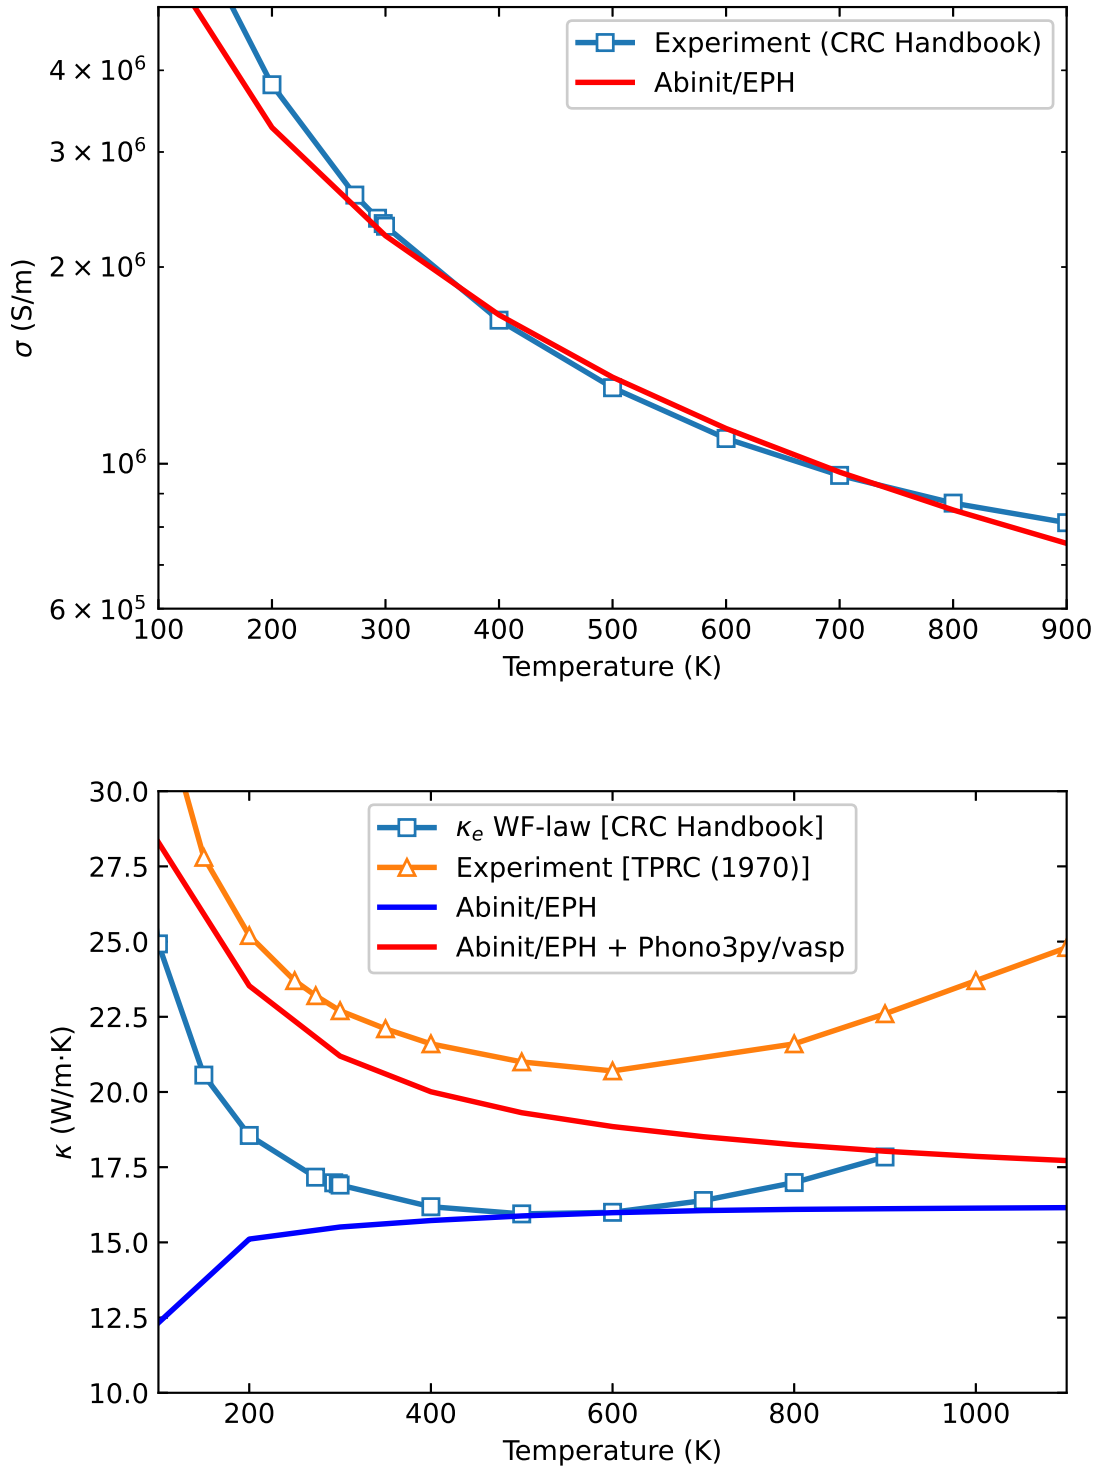 4 × 10⁶
3 × 10⁶
2 × 10⁶
10⁶
6 × 10⁵
σ (S/m)
Experiment (CRC Handbook)
Abinit/EPH
100 200 300 400 500 600 700 800 900
Temperature (K)
30.0
27.5
25.0
22.5
20.0
17.5
15.0
12.5
10.0
κ (W/m·K)
κₑ WF-law [CRC Handbook]
Experiment [TPRC (1970)]
Abinit/EPH
Abinit/EPH + Phono3py/vasp
200 400 600 800 1000
Temperature (K)